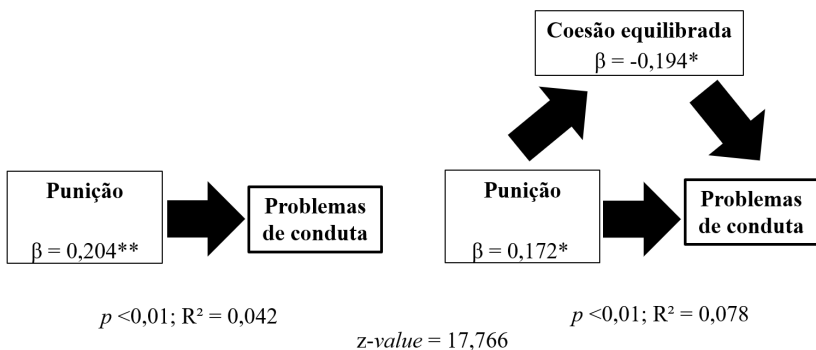 Coesão equilibrada
β = -0,194*
Punição
β = 0,204**
Problemas
de conduta
Punição
β = 0,172*
Problemas
de conduta
p <0,01; R² = 0,042
p <0,01; R² = 0,078
z-value = 17,766